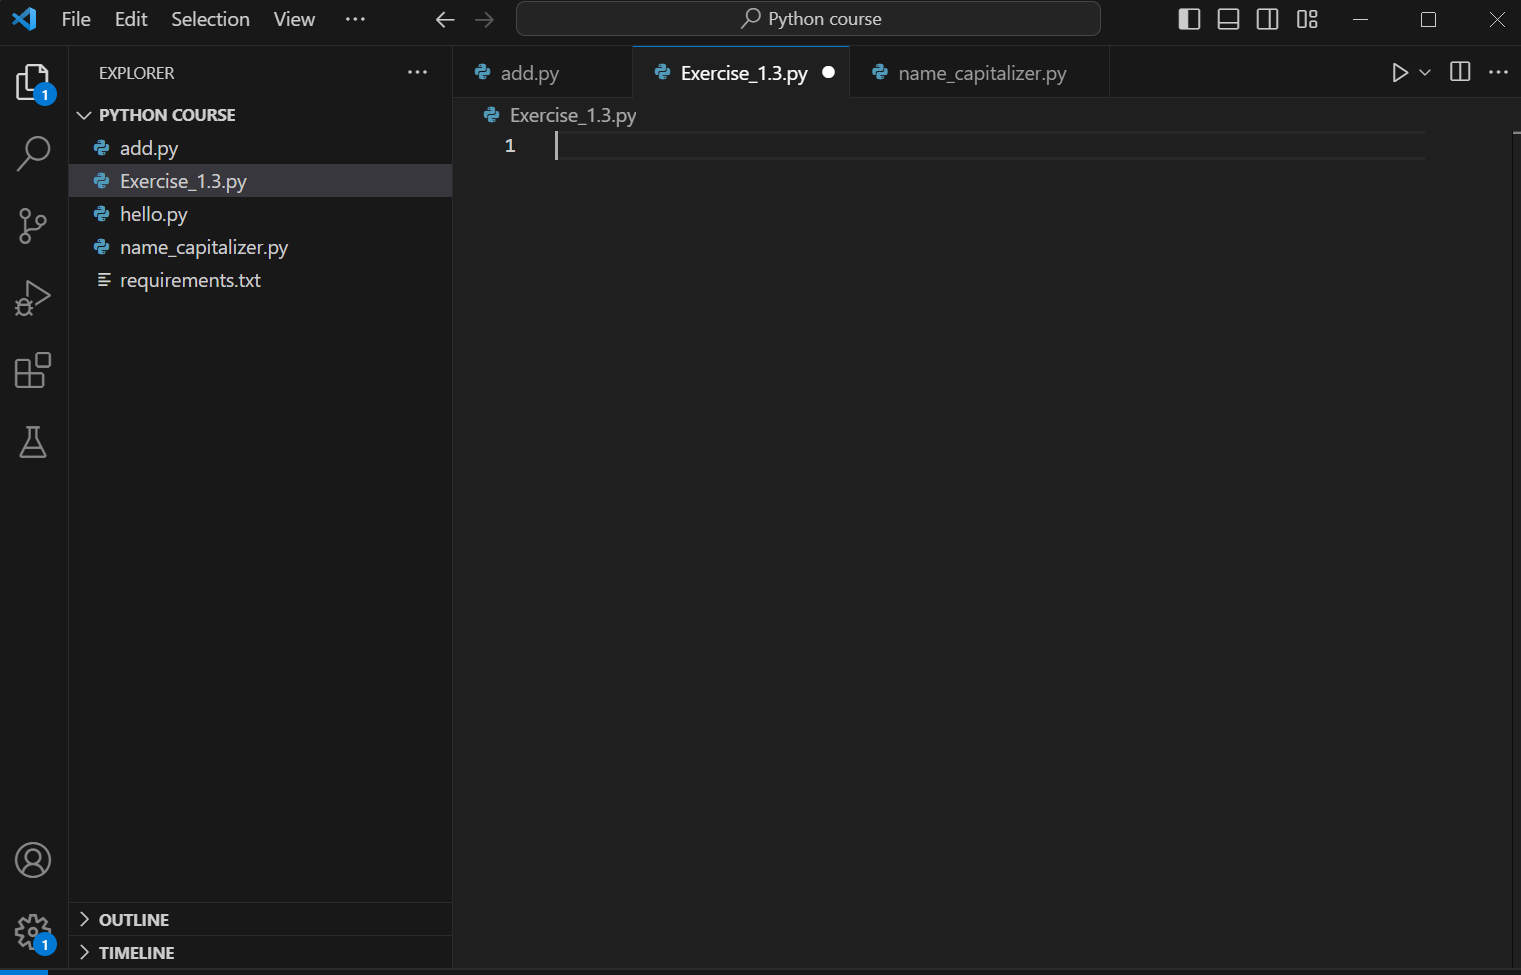 File Edit Selection View ···
Python course
EXPLORER ···
PYTHON COURSE
add.py
Exercise_1.3.py
hello.py
name_capitalizer.py
requirements.txt
OUTLINE
TIMELINE
1
1
add.py
Exercise_1.3.py
name_capitalizer.py
Exercise_1.3.py
1